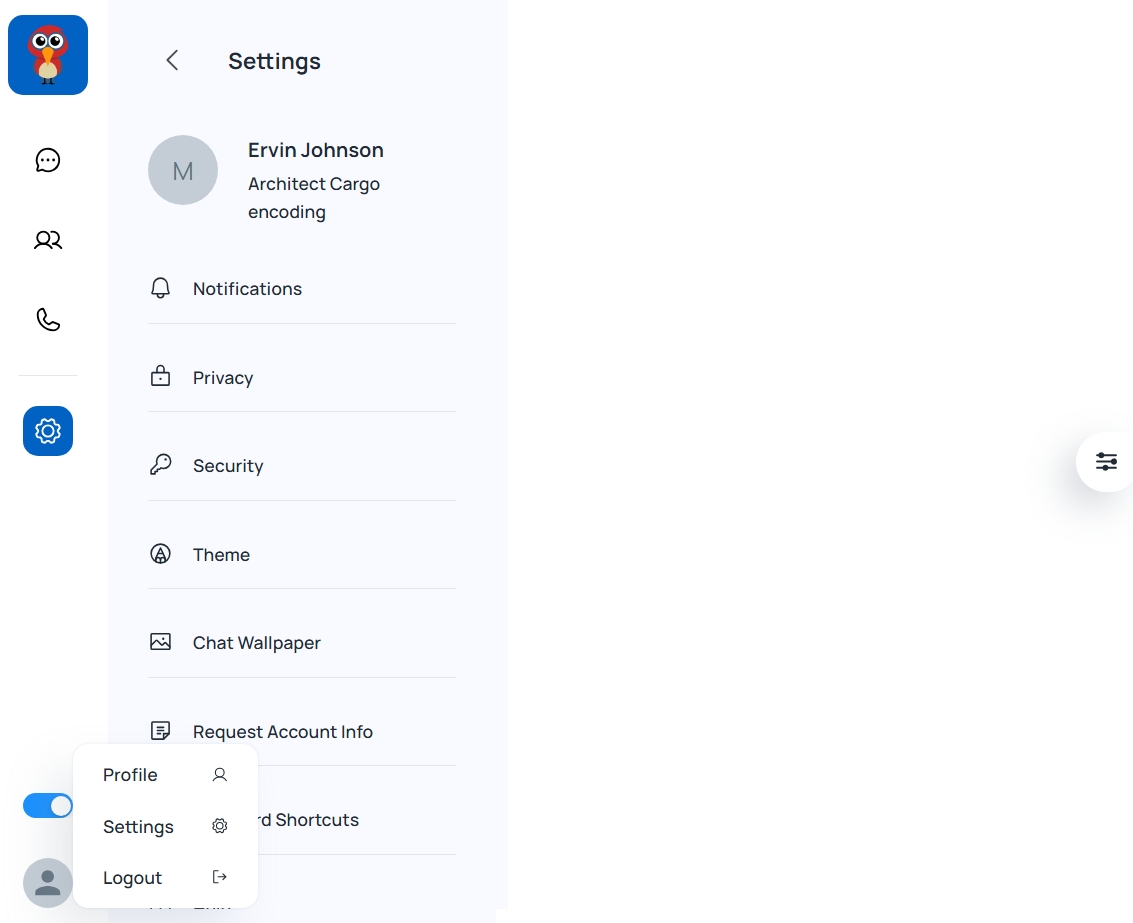 Settings
M
Ervin Johnson
Architect Cargo
encoding
Notifications
Privacy
Security
Theme
Chat Wallpaper
Request Account Info
Shortcuts
Profile
Settings
Logout